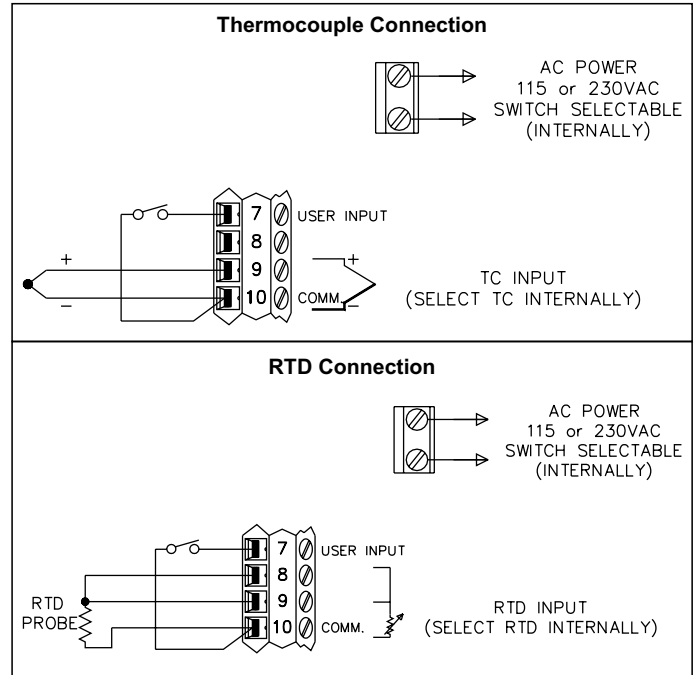 Thermocouple Connection
AC POWER
115 or 230VAC
SWITCH SELECTABLE
(INTERNALLY)
7 USER INPUT
8
+ 9 +
TC INPUT
− 10 COMM. −
(SELECT TC INTERNALLY)
RTD Connection
AC POWER
115 or 230VAC
SWITCH SELECTABLE
(INTERNALLY)
7 USER INPUT
8
9
RTD
PROBE
10 COMM.
RTD INPUT
(SELECT RTD INTERNALLY)